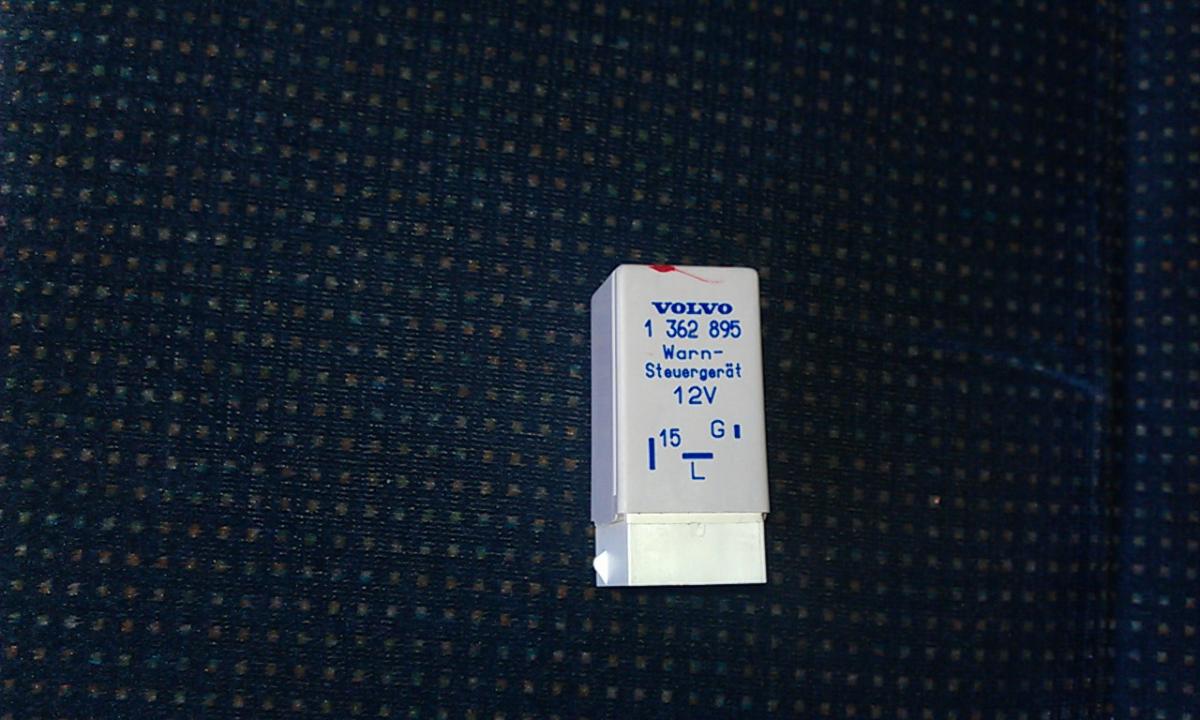 VOLVO
1 362 895
Warn-
Steuergerät
12V
15 G
L